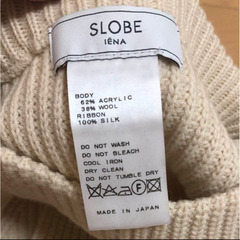 SLOBE
IÉNA
BODY
62% ACRYLIC
38% WOOL
RIBBON
100% SILK
DO NOT WASH
DO NOT BLEACH
COOL IRON
DRY CLEAN
DO NOT TUMBLE DRY
MADE IN JAPAN